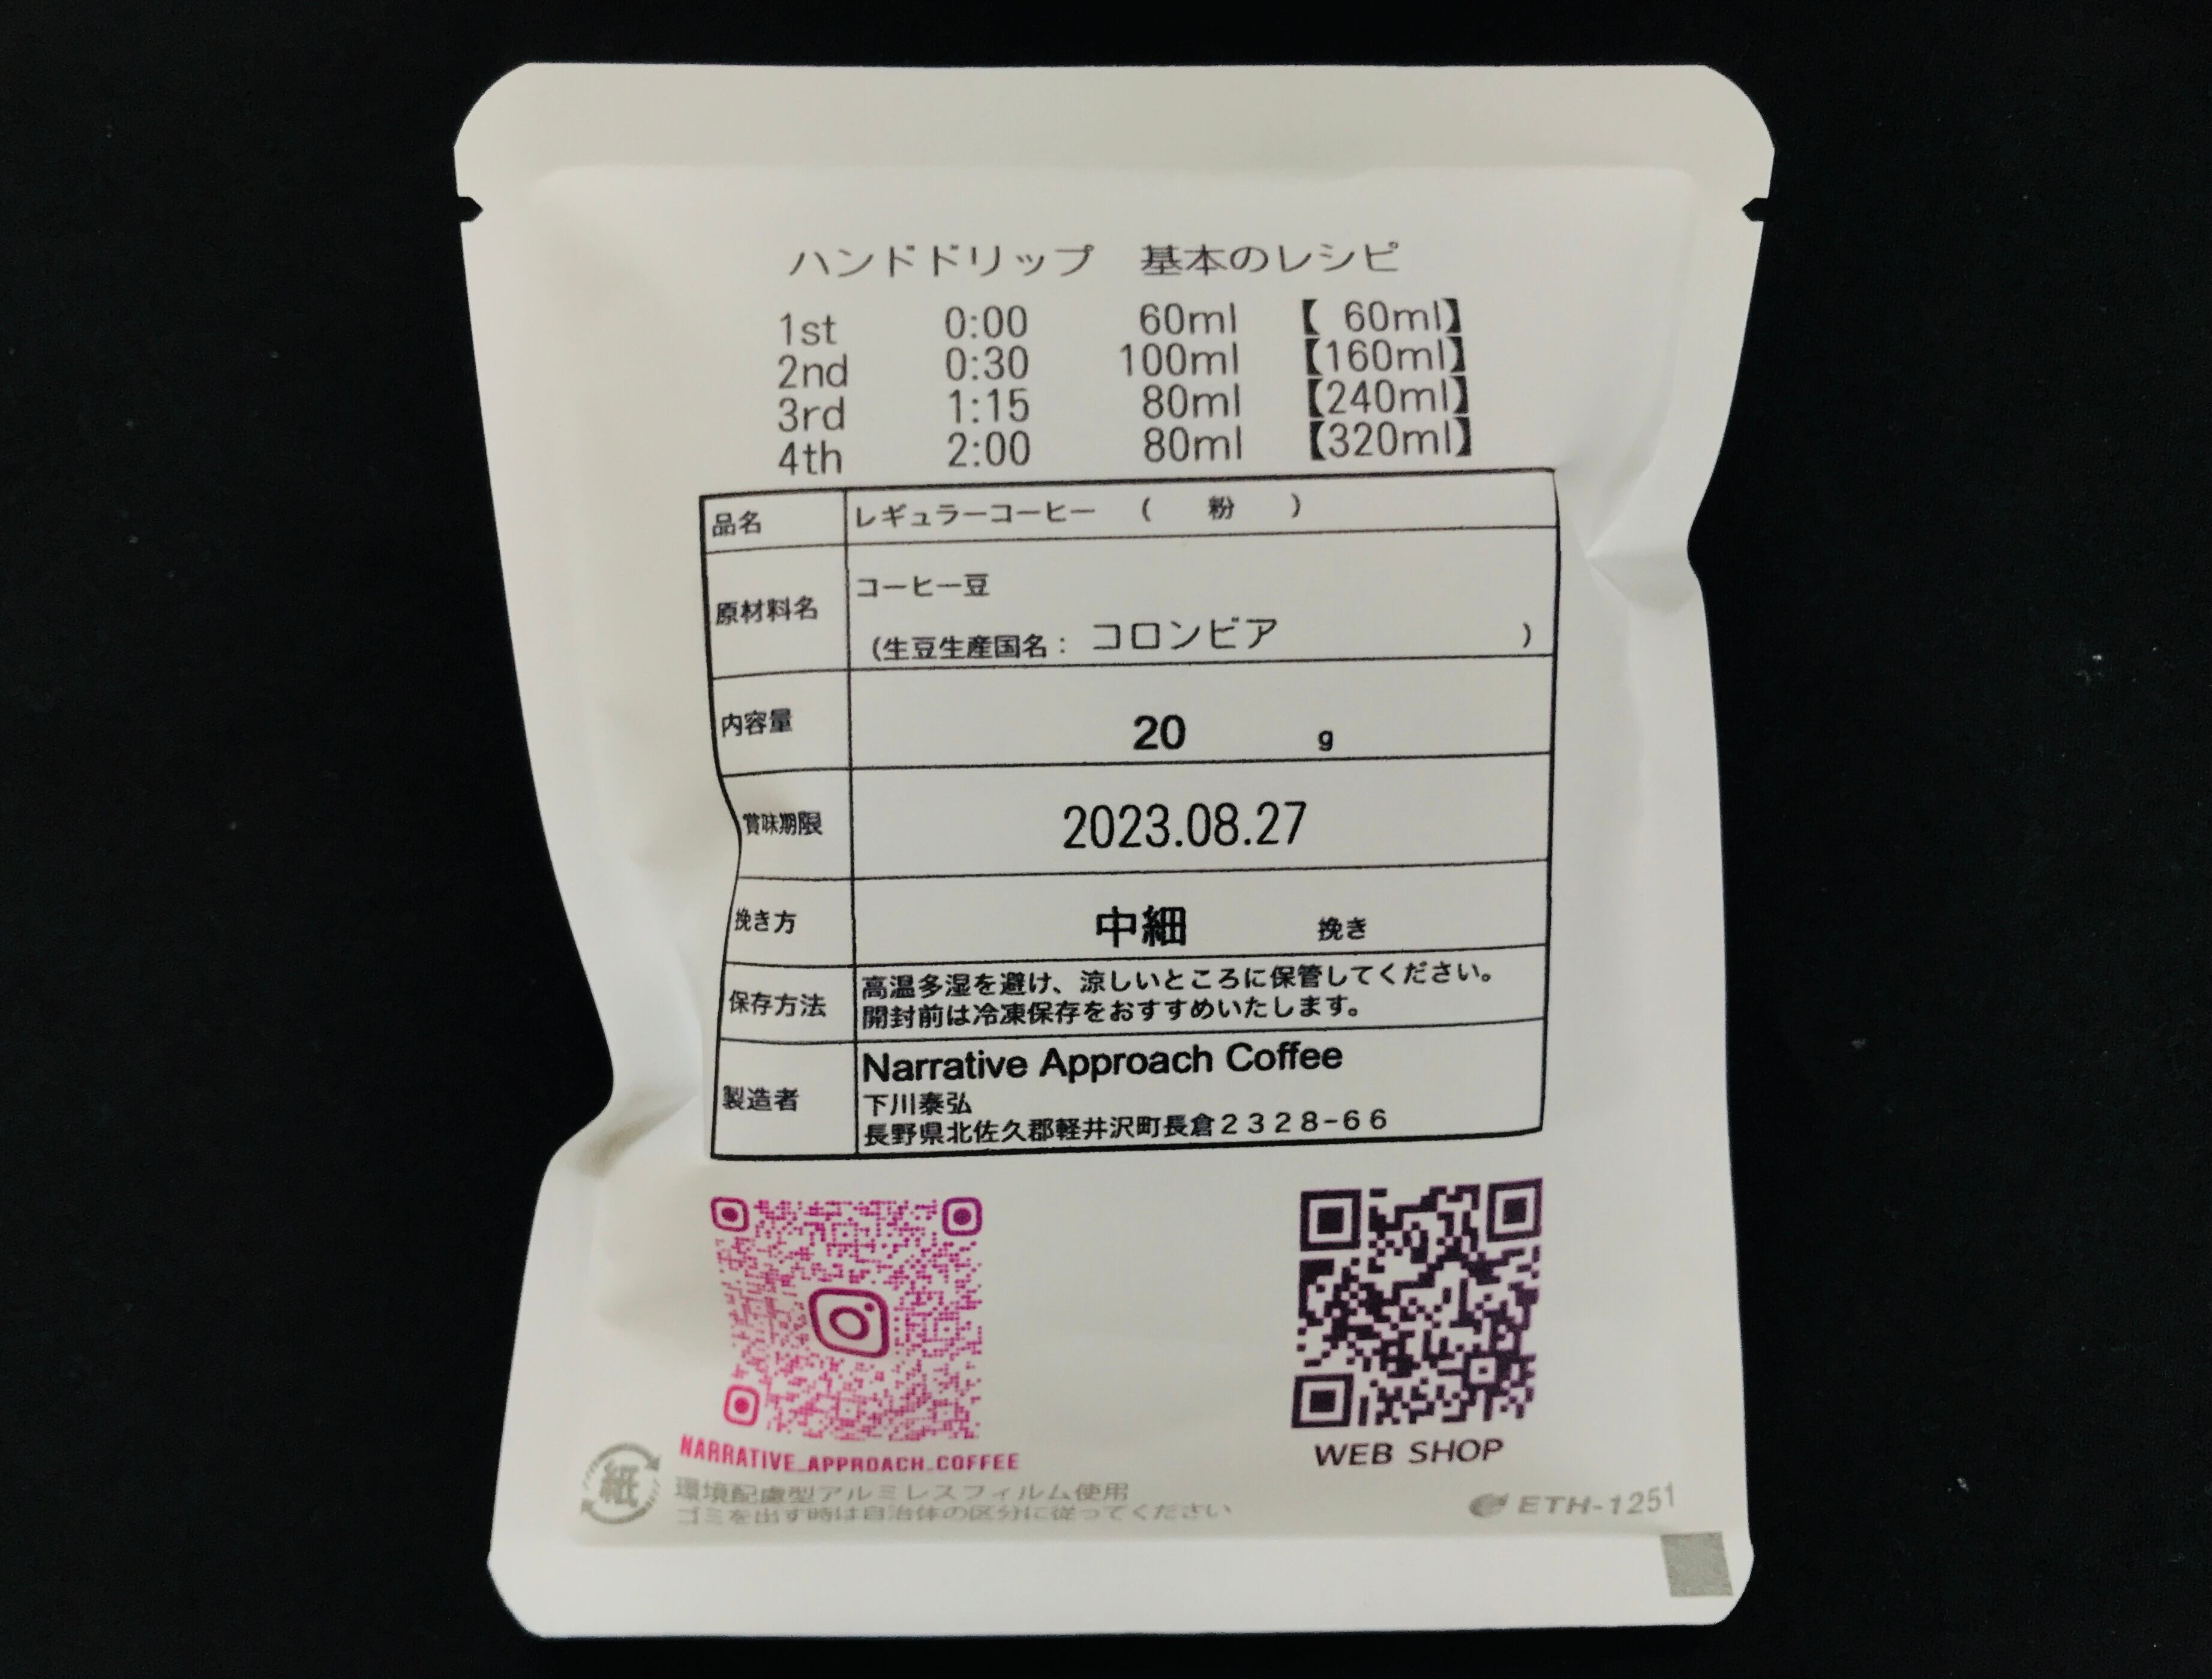 ハンドドリップ 基本のレシピ
1st 0:00 60ml 【 60ml】
2nd 0:30 100ml 【160ml】
3rd 1:15 80ml 【240ml】
4th 2:00 80ml 【320ml】
品名 レギュラーコーヒー ( 粉 )
原材料名 コーヒー豆
(生豆生産国名: コロンビア )
内容量 20 g
賞味期限 2023.08.27
挽き方 中細 挽き
保存方法 高温多湿を避け、涼しいところに保管してください。
開封前は冷凍保存をおすすめいたします。
製造者 Narrative Approach Coffee
下川泰弘
長野県北佐久郡軽井沢町長倉2328-66
NARRATIVE_APPROACH_COFFEE
WEB SHOP
紙
環境配慮型アルミレスフィルム使用
ゴミを出す時は自治体の区分に従ってください
ETH-1251